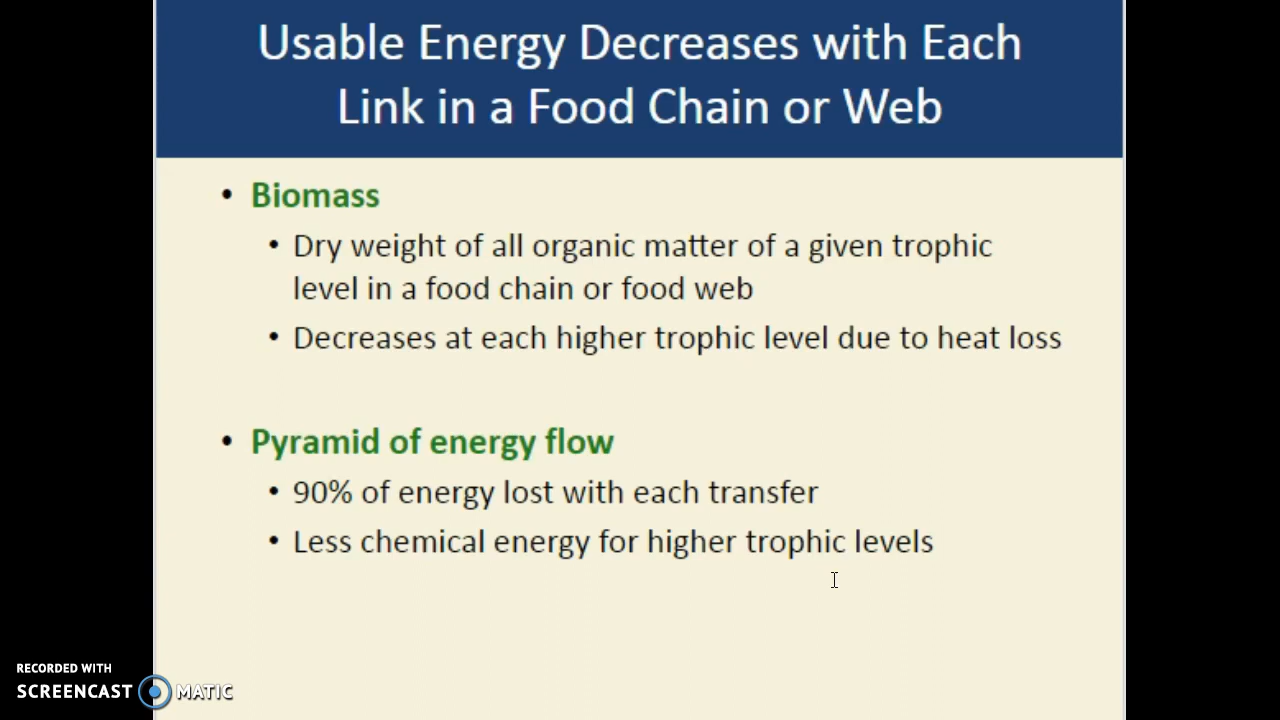 Usable Energy Decreases with Each
Link in a Food Chain or Web
• Biomass
• Dry weight of all organic matter of a given trophic
level in a food chain or food web
• Decreases at each higher trophic level due to heat loss
• Pyramid of energy flow
• 90% of energy lost with each transfer
• Less chemical energy for higher trophic levels
RECORDED WITH
SCREENCAST MATIC